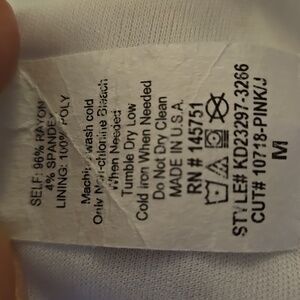 SELF: 96% RAYON
4% SPANDEX
LINING: 100% POLY
Machine wash cold
Only Non-chlorine Bleach
When Needed
Tumble Dry Low
Cold iron When Needed
Do Not Dry Clean
MADE IN U.S.A.
RN # 145751
STYLE# KD23297-3266
CUT# 10718-PINK/J
M